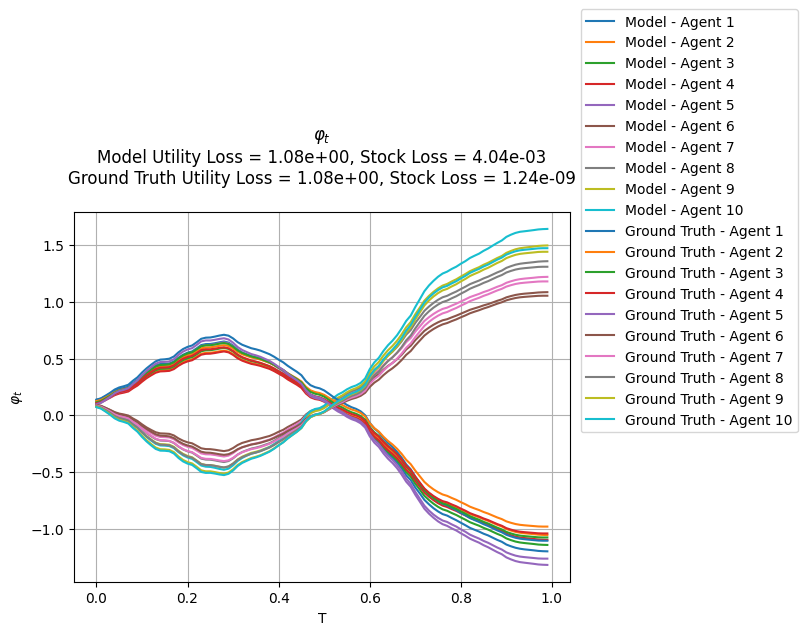 φt
Model Utility Loss = 1.08e+00, Stock Loss = 4.04e-03
Ground Truth Utility Loss = 1.08e+00, Stock Loss = 1.24e-09
φt
1.5
1.0
0.5
0.0
−0.5
−1.0
0.0
0.2
0.4
0.6
0.8
1.0
T
Model - Agent 1
Model - Agent 2
Model - Agent 3
Model - Agent 4
Model - Agent 5
Model - Agent 6
Model - Agent 7
Model - Agent 8
Model - Agent 9
Model - Agent 10
Ground Truth - Agent 1
Ground Truth - Agent 2
Ground Truth - Agent 3
Ground Truth - Agent 4
Ground Truth - Agent 5
Ground Truth - Agent 6
Ground Truth - Agent 7
Ground Truth - Agent 8
Ground Truth - Agent 9
Ground Truth - Agent 10